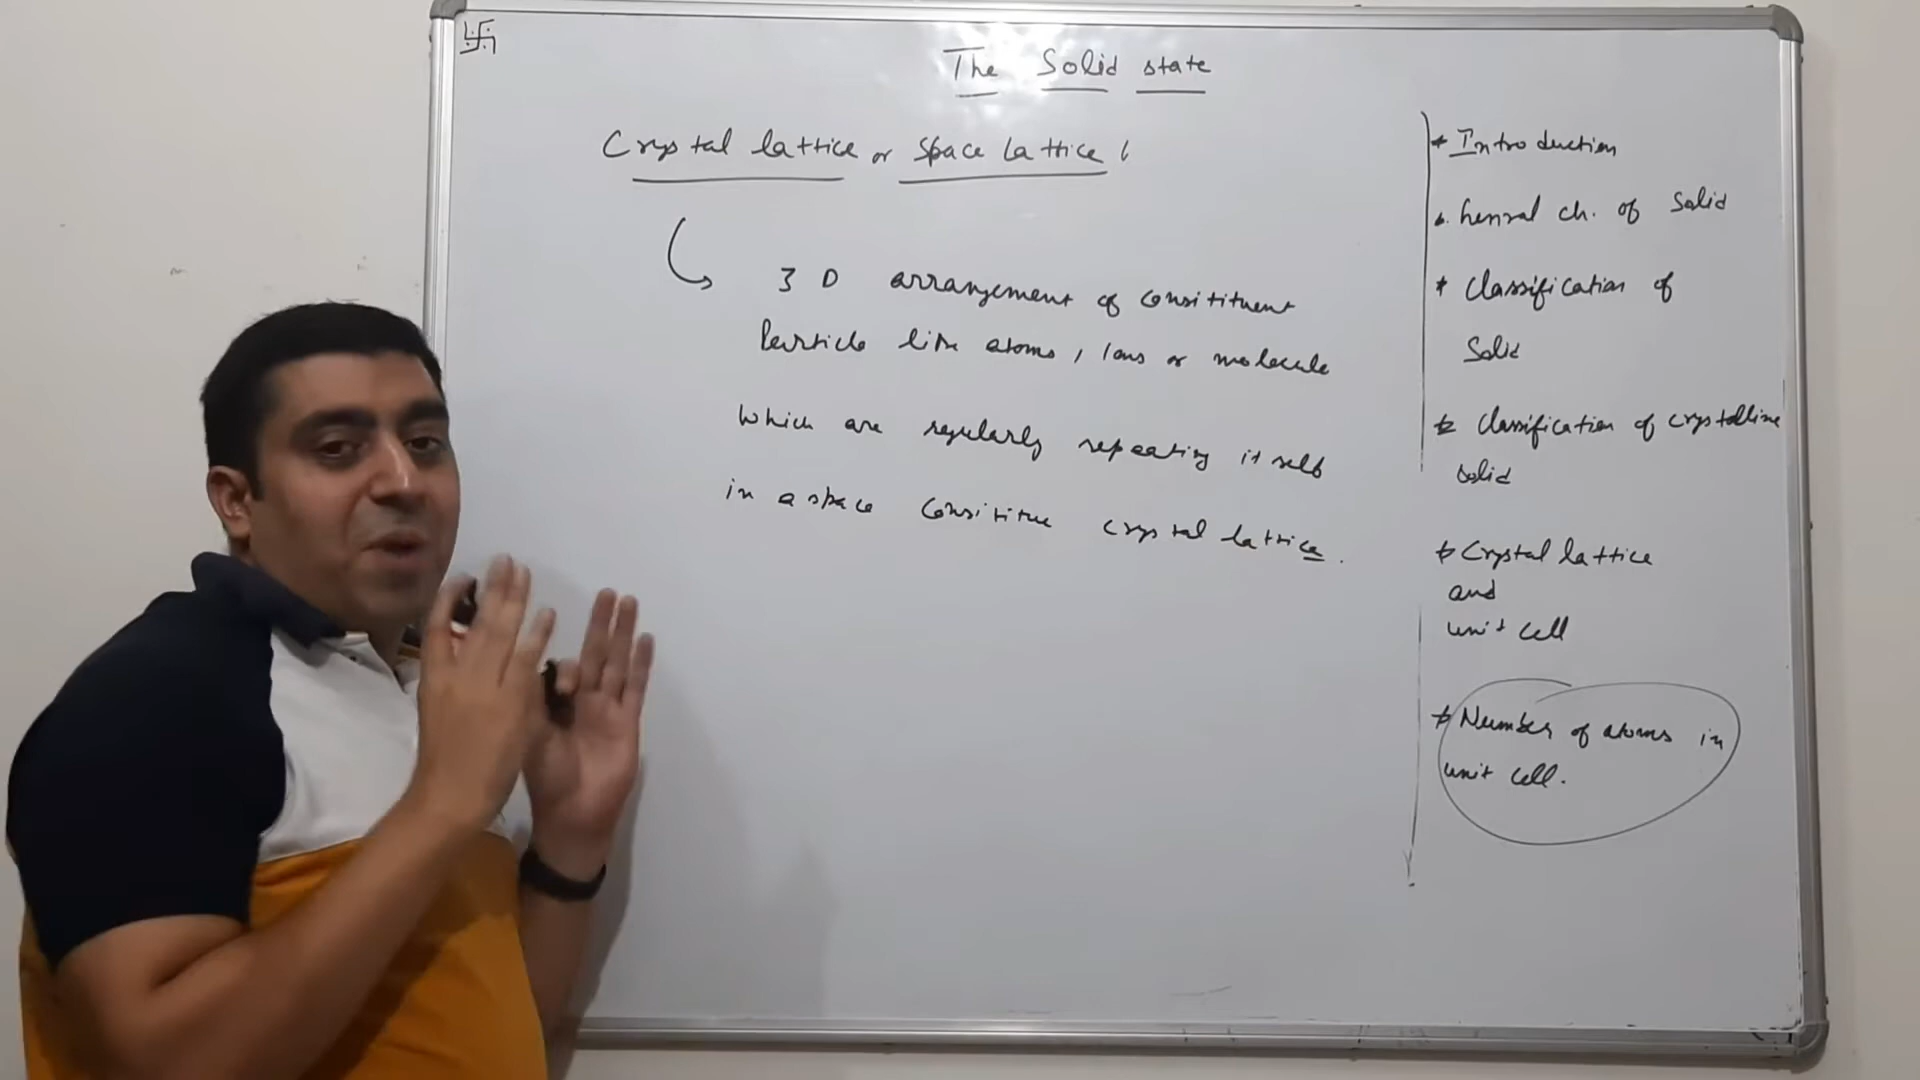 The Solid state
Crystal lattice or Space Lattice
3 D arrangement of consitituent
Particle like atoms, ions or molecule
which are regularly repeating it self
in a space consititue crystal lattice.
* Introduction
General ch. of Solid
* Classification of
Solid
* Classification of crystalline
solid
* Crystal lattice
and
unit cell
* Number of atoms in
unit cell.